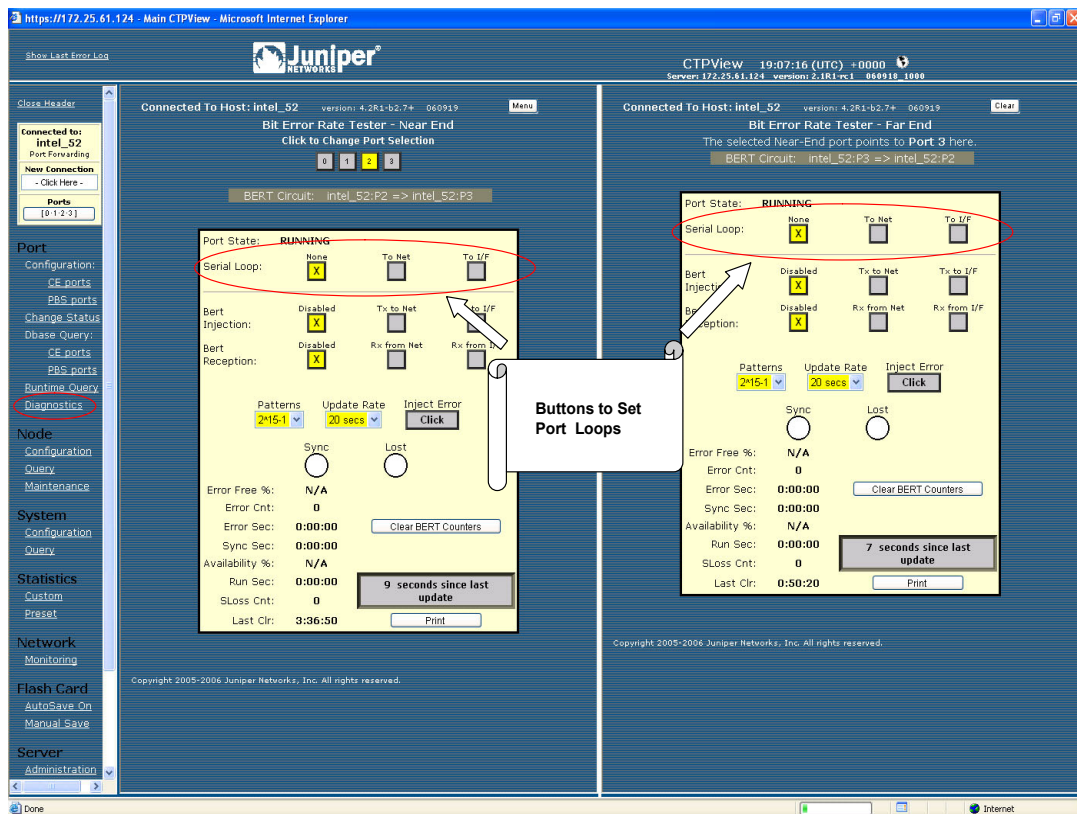 https://172.25.61.124 - Main CTPView - Microsoft Internet Explorer
Show Last Error Log
Juniper®
NETWORKS
CTPView 19:07:16 (UTC) +0000
Server: 172.25.61.124 version: 2.1R1-rc1 060918_1000
Close Header
Connected to:
intel_52
Port Forwarding
New Connection
- Click Here -
Ports
[0·1·2·3]
Port
Configuration:
CE ports
PBS ports
Change Status
Dbase Query:
CE ports
PBS ports
Runtime Query
Diagnostics
Node
Configuration
Query
Maintenance
System
Configuration
Query
Statistics
Custom
Preset
Network
Monitoring
Flash Card
AutoSave On
Manual Save
Server
Administration
Connected To Host: intel_52 version: 4.2R1-b2.7+ 060919 Menu
Bit Error Rate Tester - Near End
Click to Change Port Selection
0 1 2 3
BERT Circuit: intel_52:P2 => intel_52:P3
Port State: RUNNING
None To Net To I/F
Serial Loop: X
Disabled Tx to Net to I/F
Bert Injection: X
Disabled Rx from Net Rx from
Bert Reception: X
Patterns Update Rate Inject Error
2^15-1 20 secs Click
Sync Lost
Error Free %: N/A
Error Cnt: 0
Error Sec: 0:00:00 Clear BERT Counters
Sync Sec: 0:00:00
Availability %: N/A
Run Sec: 0:00:00 9 seconds since last update
SLoss Cnt: 0
Last Clr: 3:36:50 Print
Copyright 2005-2006 Juniper Networks, Inc. All rights reserved.
Buttons to Set
Port Loops
Connected To Host: intel_52 version: 4.2R1-b2.7+ 060919 Clear
Bit Error Rate Tester - Far End
The selected Near-End port points to Port 3 here.
BERT Circuit: intel_52:P3 => intel_52:P2
Port State: RUNNING
None To Net To I/F
Serial Loop: X
Disabled Tx to Net Tx to I/F
Bert X
Disabled Rx from Net Rx from I/F
X
Patterns Update Rate Inject Error
2^15-1 20 secs Click
Sync Lost
Error Free %: N/A
Error Cnt: 0
Error Sec: 0:00:00 Clear BERT Counters
Sync Sec: 0:00:00
Availability %: N/A
Run Sec: 0:00:00 7 seconds since last update
SLoss Cnt: 0
Last Clr: 0:50:20 Print
Copyright 2005-2006 Juniper Networks, Inc. All rights reserved.
Done
Internet